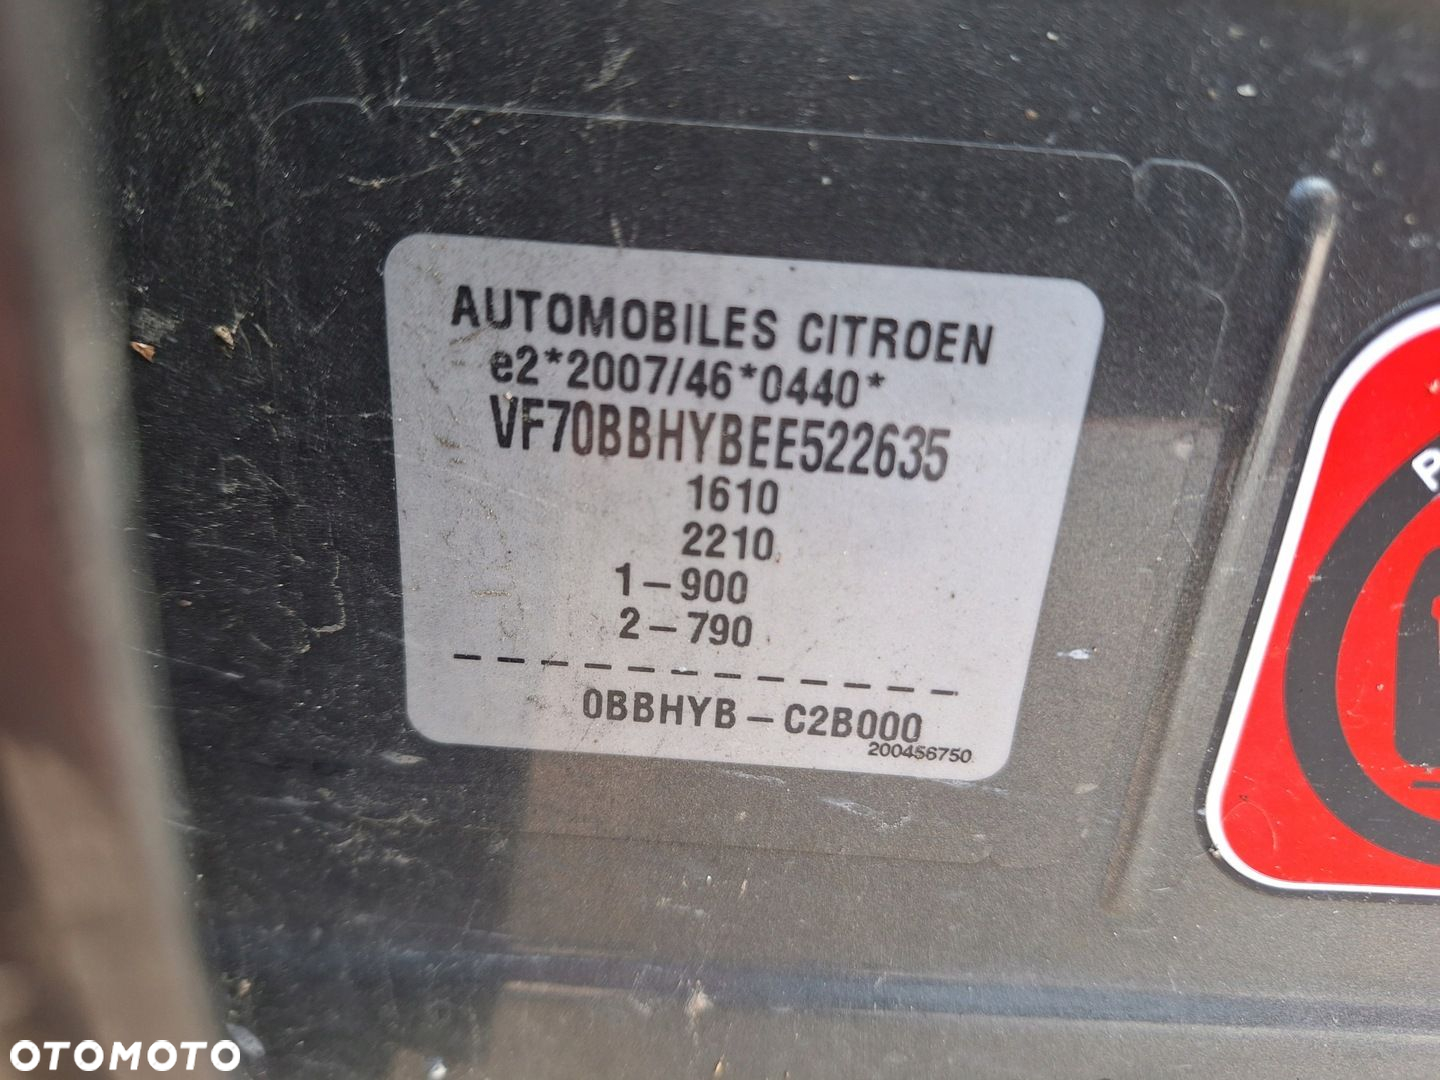 AUTOMOBILES CITROEN
e2*2007/46*0440*
VF70BBHYBEE522635
1610
2210
1-900
2-790
0BBHYB-C2B000
200456750
P
OTOMOTO